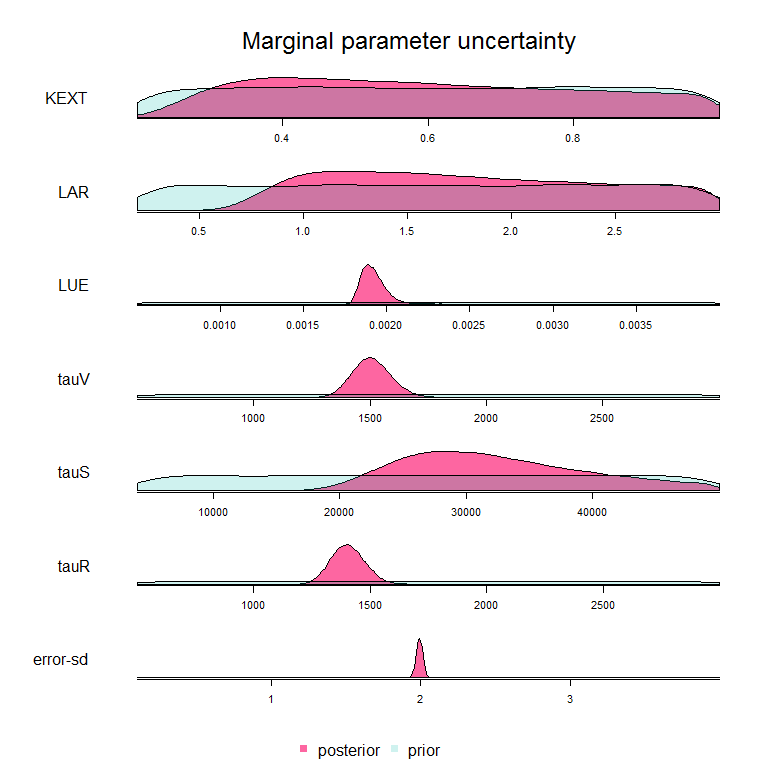 Marginal parameter uncertainty
KEXT
0.4 0.6 0.8
LAR
0.5 1.0 1.5 2.0 2.5
LUE
0.0010 0.0015 0.0020 0.0025 0.0030 0.0035
tauV
1000 1500 2000 2500
tauS
10000 20000 30000 40000
tauR
1000 1500 2000 2500
error-sd
1 2 3
posterior prior